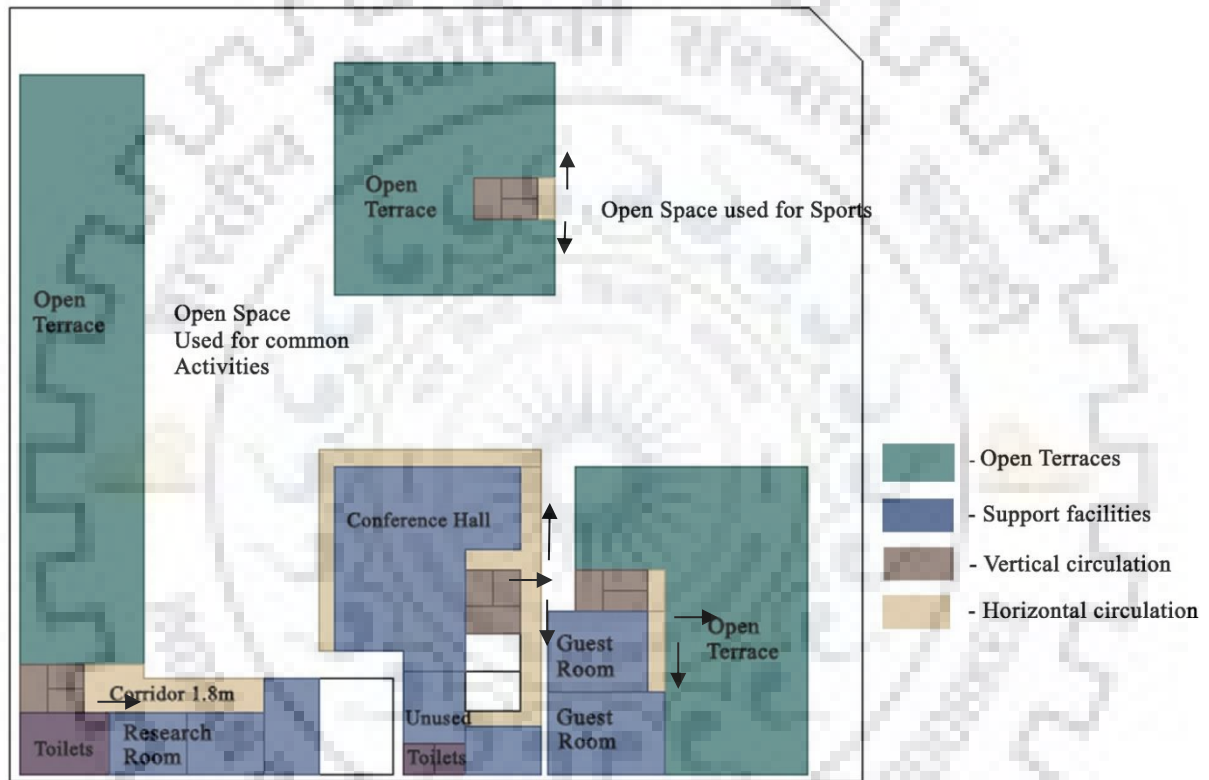 Open
Terrace
Open Space used for Sports
Open
Terrace
Open Space
Used for common
Activities
Conference Hall
Guest
Room
Open
Terrace
Corridor 1.8m
Unused
Guest
Room
Toilets
Research
Room
Toilets
- Open Terraces
- Support facilities
- Vertical circulation
- Horizontal circulation